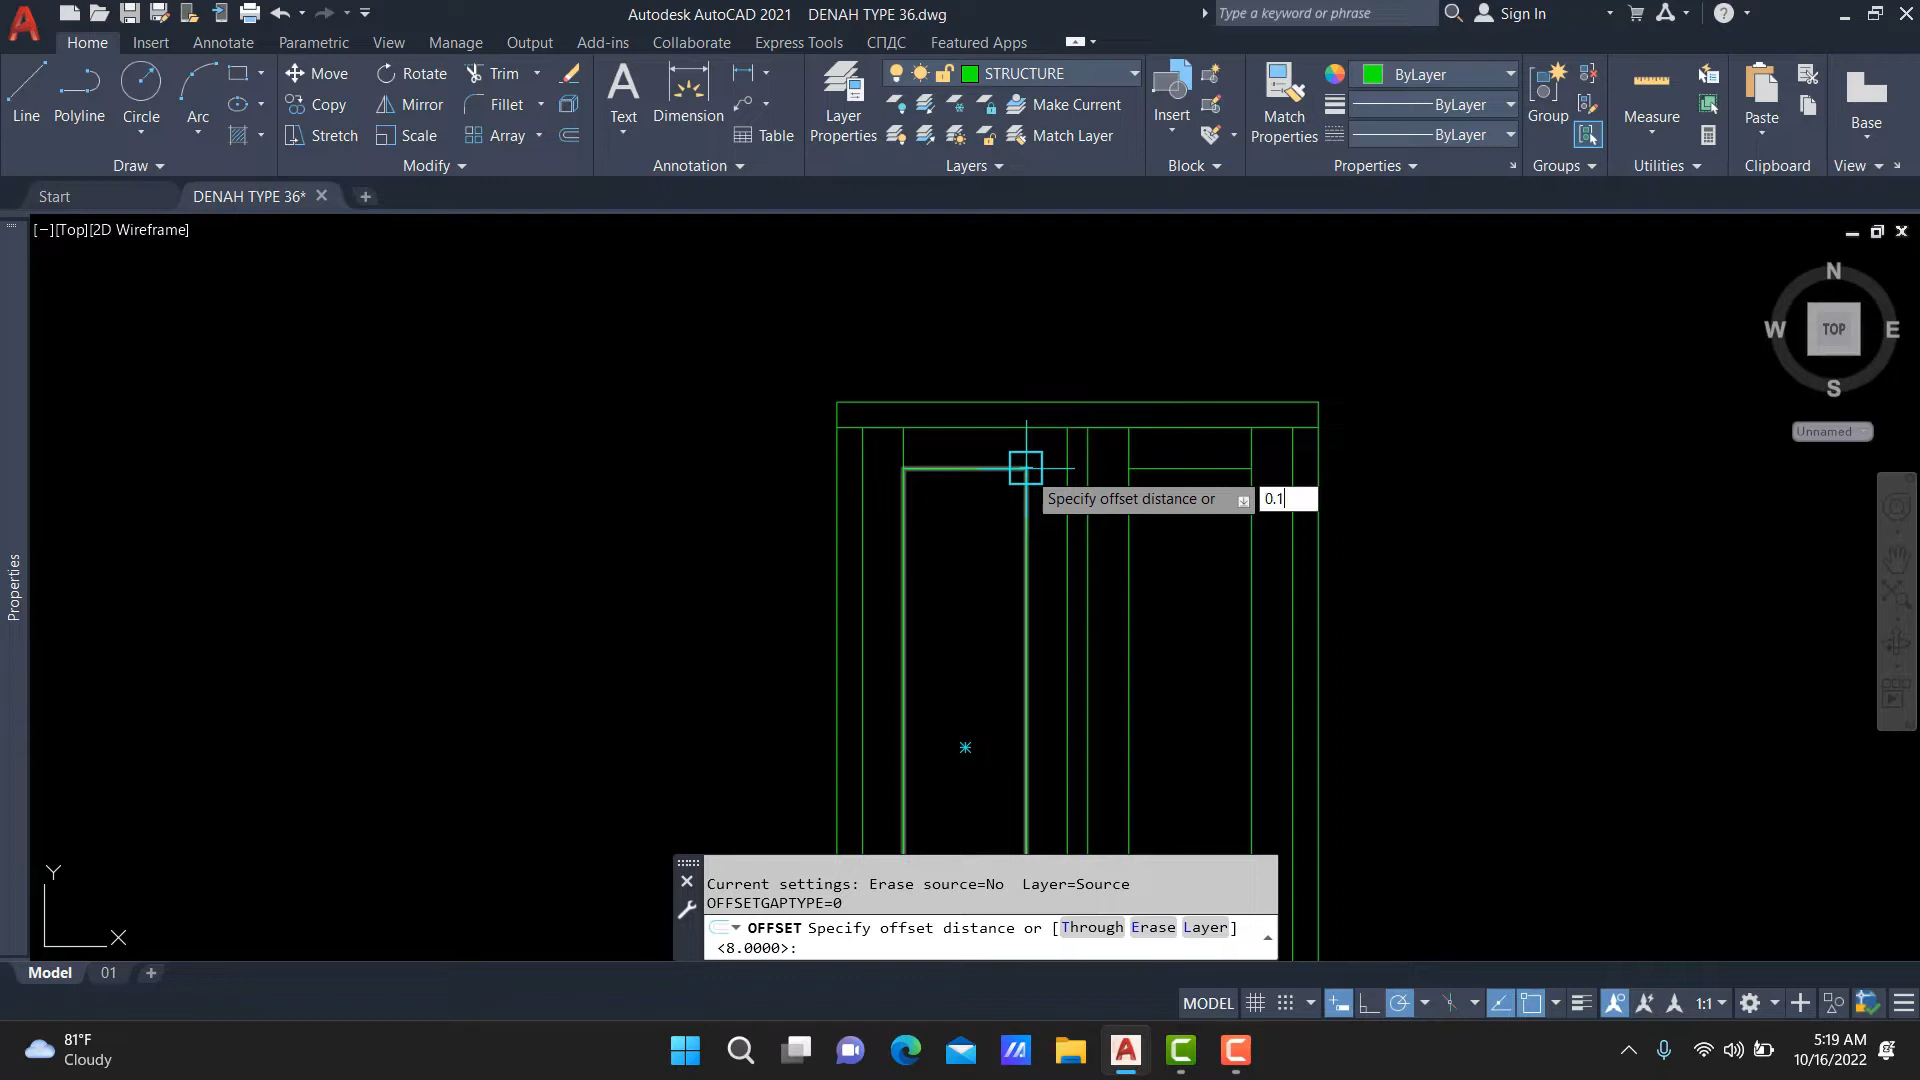 Autodesk AutoCAD 2021 DENAH TYPE 36.dwg
Type a keyword or phrase
Sign In
Home Insert Annotate Parametric View Manage Output Add-ins Collaborate Express Tools СПДС Featured Apps
Line
Polyline
Circle
Arc
Draw
Move Rotate Trim
Copy Mirror Fillet
Stretch Scale Array
Modify
Text
Dimension
Table
Annotation
Layer
Properties
STRUCTURE
Make Current
Match Layer
Layers
Insert
Block
Match
Properties
ByLayer
ByLayer
ByLayer
Properties
Group
Groups
Measure
Utilities
Paste
Clipboard
Base
View
Start DENAH TYPE 36*
[−][Top][2D Wireframe]
N
W TOP E
S
Unnamed
Properties
Specify offset distance or 0.1
Y
X
Current settings: Erase source=No Layer=Source
OFFSETGAPTYPE=0
OFFSET Specify offset distance or [Through Erase Layer]
<8.0000>:
Model 01
MODEL 1:1
81°F
Cloudy
5:19 AM
10/16/2022